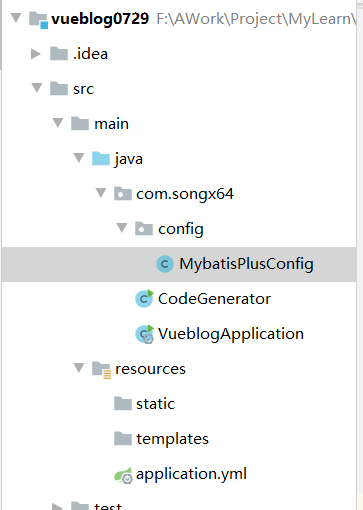 vueblog0729 F:\AWork\Project\MyLearn\
.idea
src
main
java
com.songx64
config
MybatisPlusConfig
CodeGenerator
VueblogApplication
resources
static
templates
application.yml
test